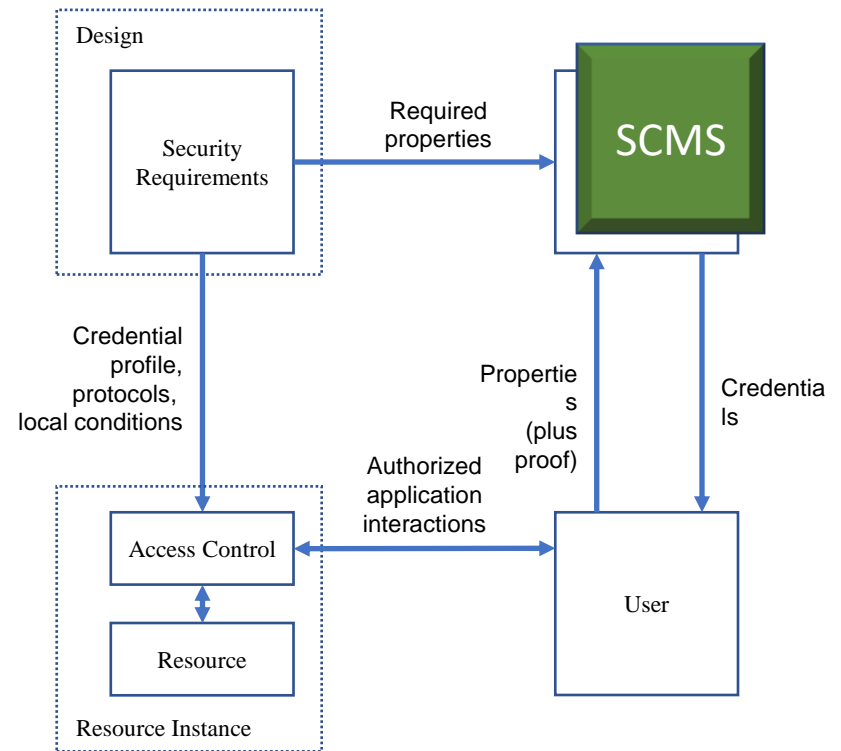 Design
Security
Requirements
Required
properties
SCMS
Credential
profile,
protocols,
local conditions
Propertie
s
(plus
proof)
Credentia
ls
Authorized
application
interactions
Access Control
User
Resource
Resource Instance